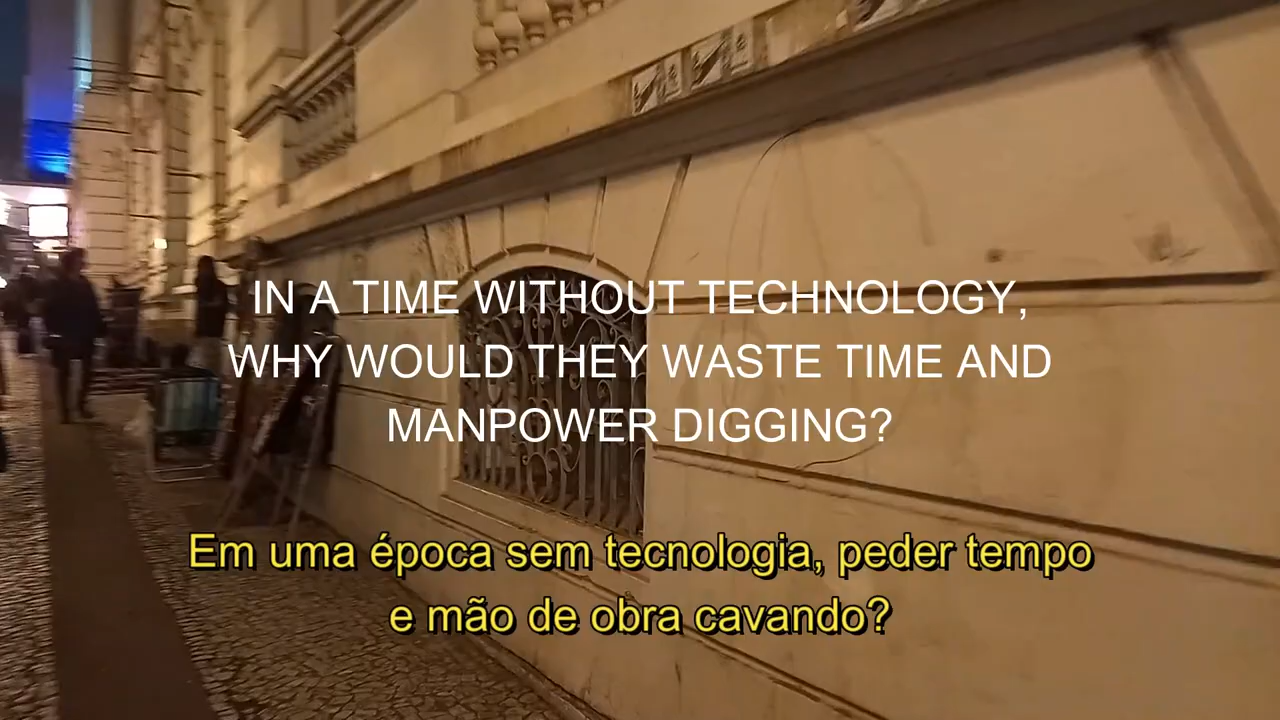 IN A TIME WITHOUT TECHNOLOGY,
WHY WOULD THEY WASTE TIME AND
MANPOWER DIGGING?
Em uma época sem tecnologia, peder tempo
e mão de obra cavando?